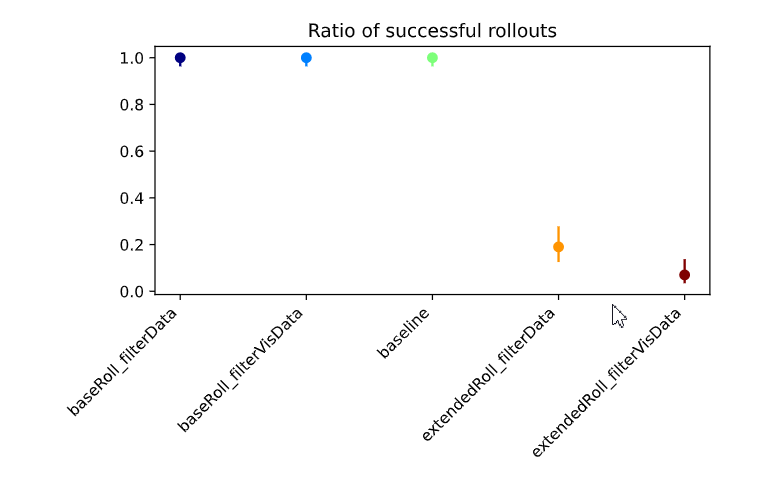 Ratio of successful rollouts
1.0
0.8
0.6
0.4
0.2
0.0
baseRoll_filterData
baseRoll_filterVisData
baseline
extendedRoll_filterData
extendedRoll_filterVisData